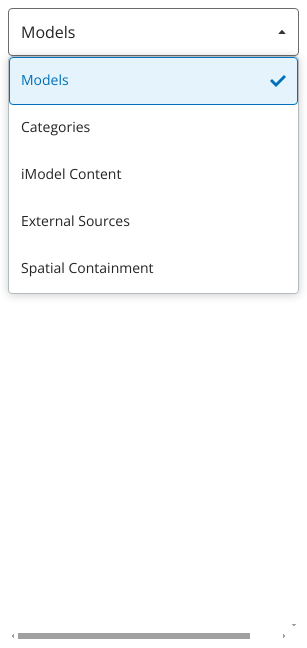 Models
Models
Categories
iModel Content
External Sources
Spatial Containment